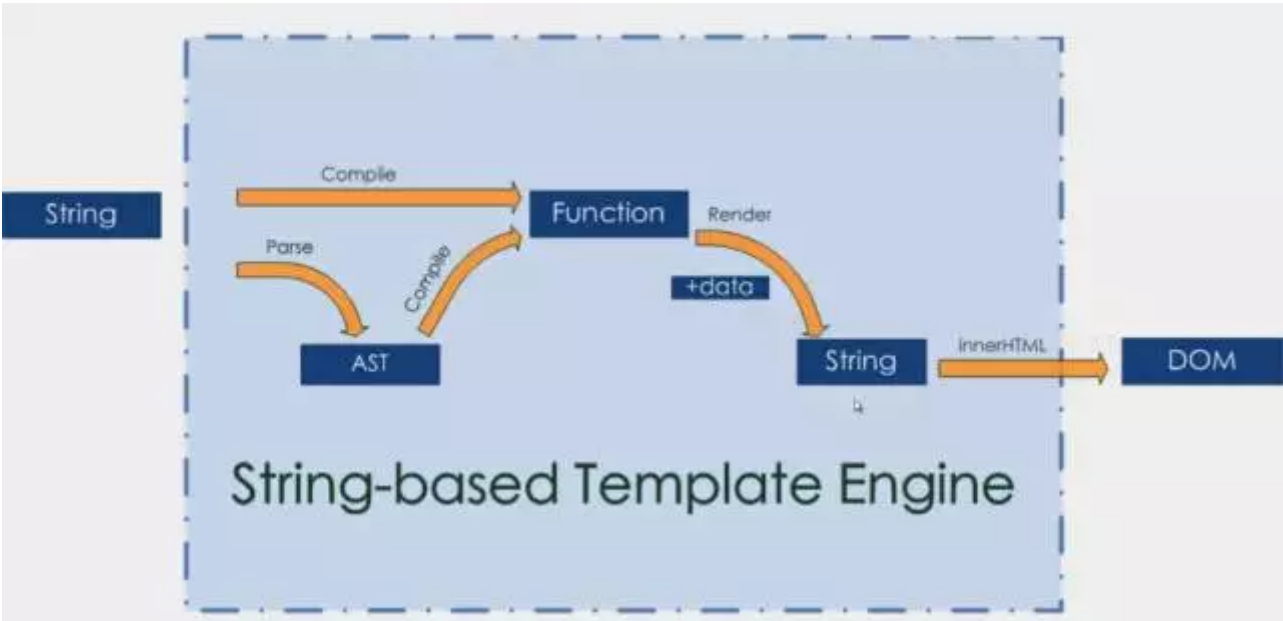 Compile
String
Function
Render
Parse
Compile
+data
AST
String
innerHTML
DOM
String-based Template Engine